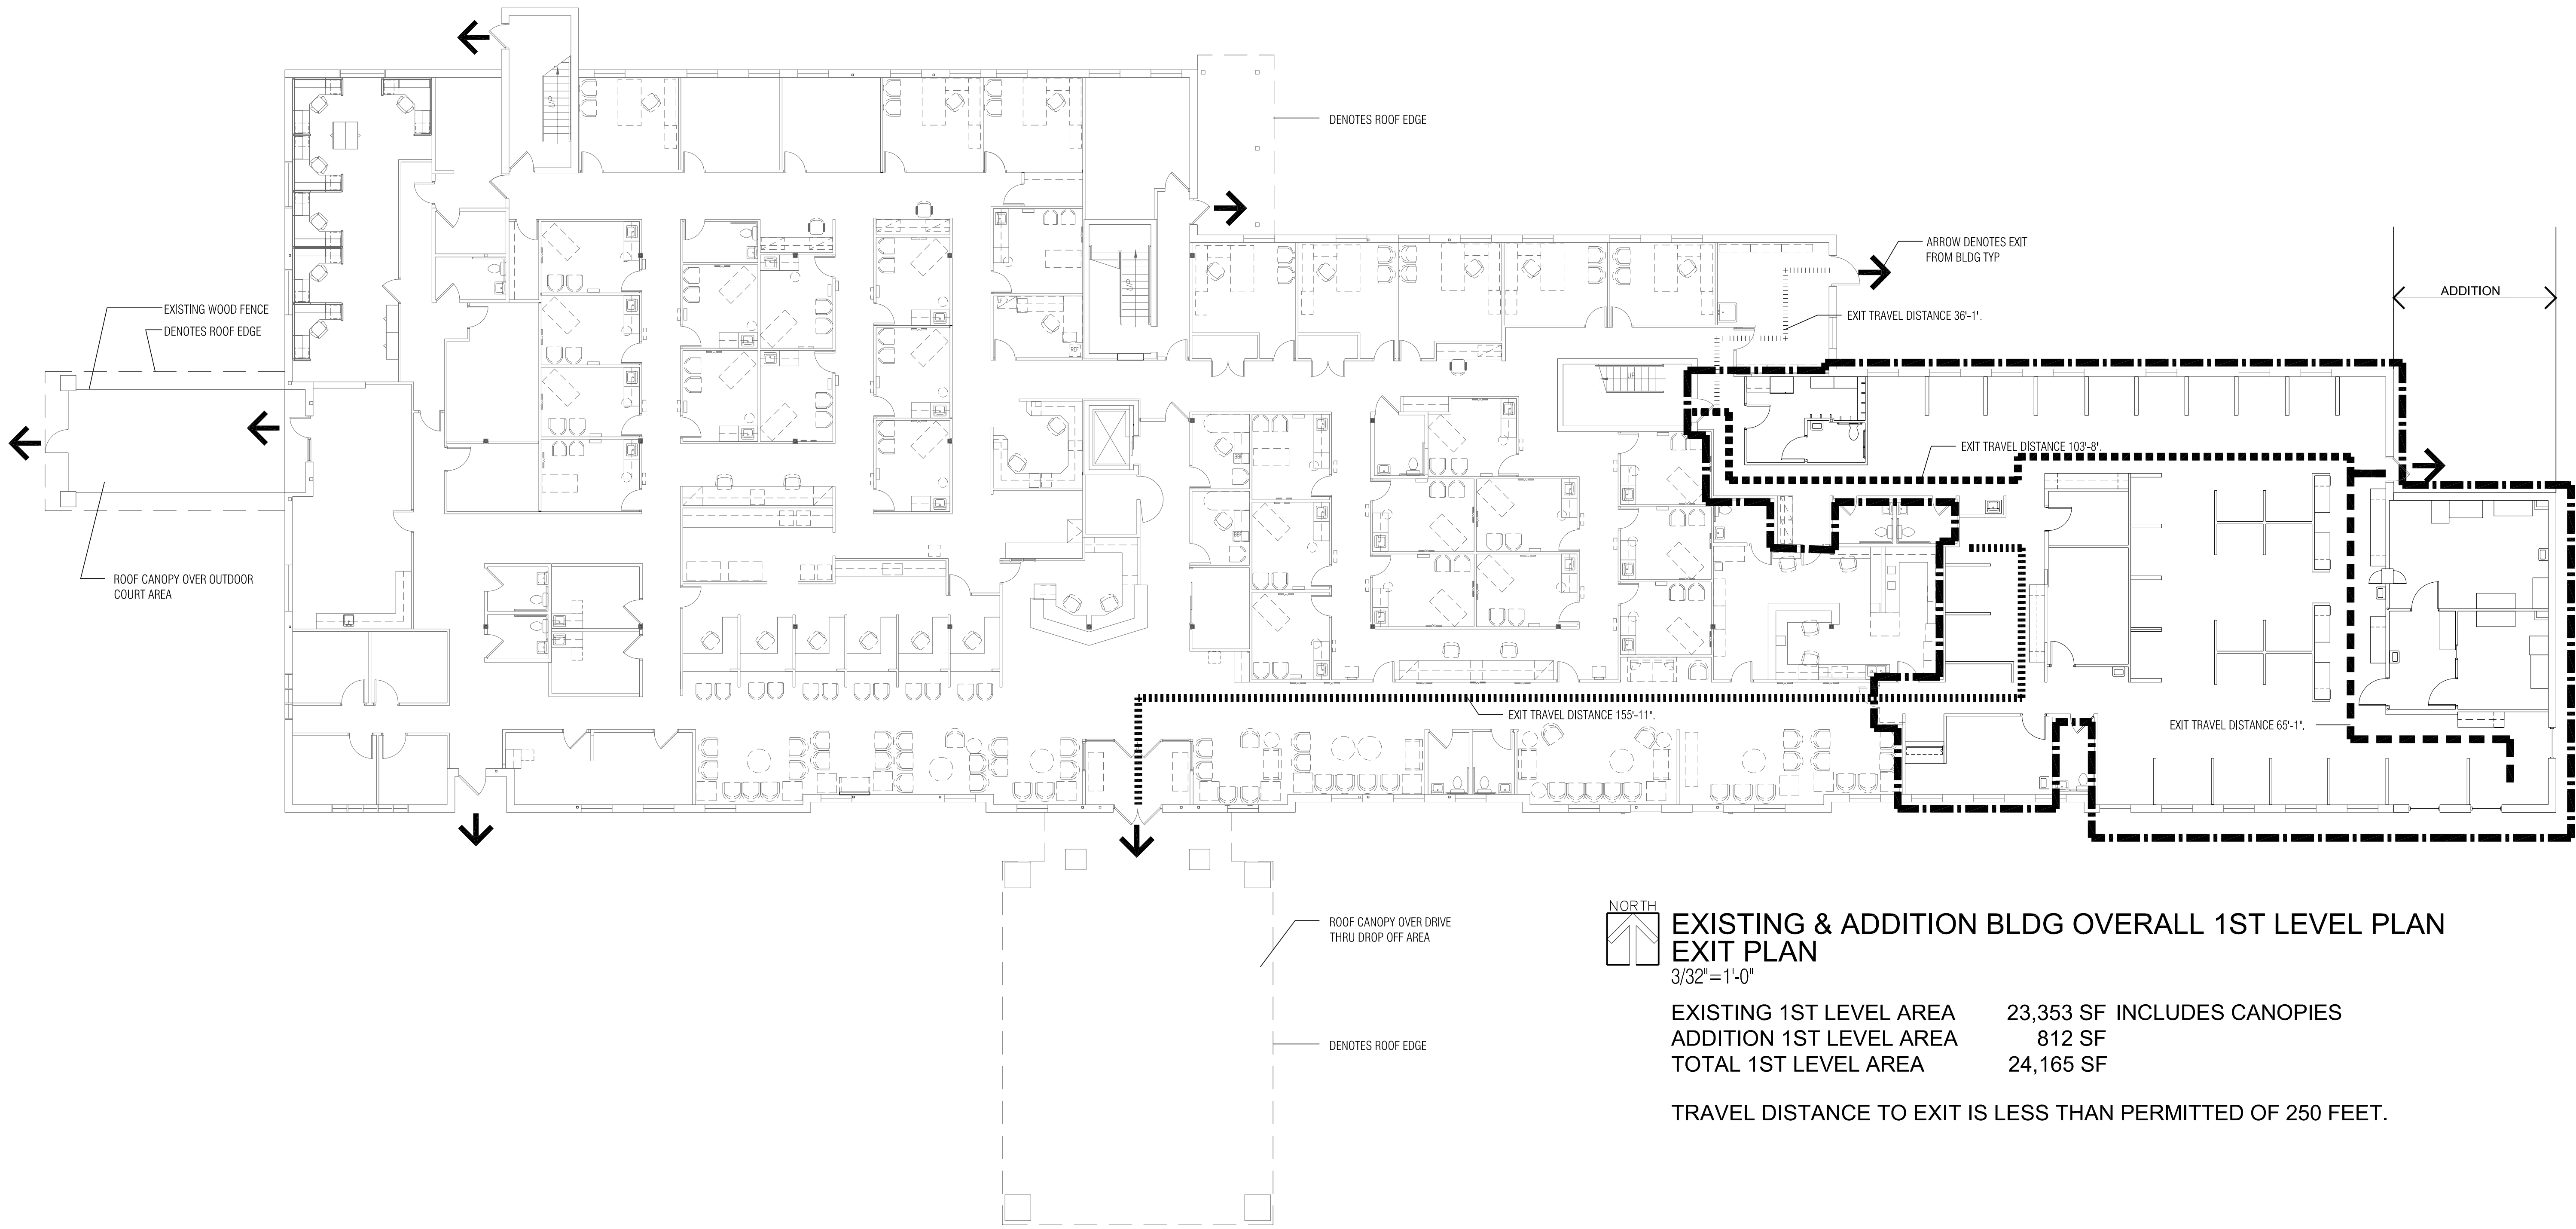 UP
DENOTES ROOF EDGE
ARROW DENOTES EXIT
FROM BLDG TYP
UP
ADDITION
EXISTING WOOD FENCE
DENOTES ROOF EDGE
EXIT TRAVEL DISTANCE 36'-1".
REF
UP
EXIT TRAVEL DISTANCE 103'-8".
ROOF CANOPY OVER OUTDOOR
COURT AREA
EXIT TRAVEL DISTANCE 155'-11".
EXIT TRAVEL DISTANCE 65'-1".
ROOF CANOPY OVER DRIVE
THRU DROP OFF AREA
DENOTES ROOF EDGE
NORTH
EXISTING & ADDITION BLDG OVERALL 1ST LEVEL PLAN
EXIT PLAN
3/32"=1'-0"
EXISTING 1ST LEVEL AREA 23,353 SF INCLUDES CANOPIES
ADDITION 1ST LEVEL AREA 812 SF
TOTAL 1ST LEVEL AREA 24,165 SF
TRAVEL DISTANCE TO EXIT IS LESS THAN PERMITTED OF 250 FEET.